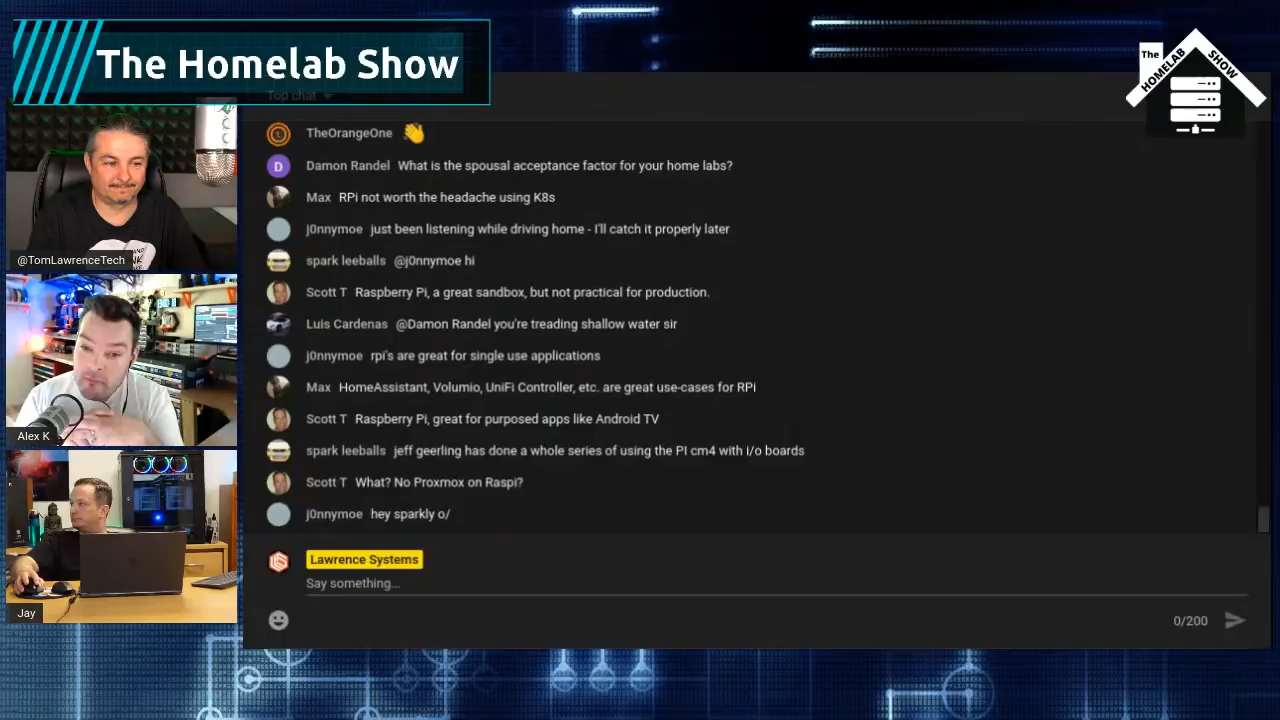 The Homelab Show
The
HOMELAB
SHOW
Top chat
TheOrangeOne 👋
D Damon Randel What is the spousal acceptance factor for your home labs?
Max RPi not worth the headache using K8s
j0nnymoe just been listening while driving home - I'll catch it properly later
spark leeballs @j0nnymoe hi
Scott T Raspberry Pi, a great sandbox, but not practical for production.
Luis Cardenas @Damon Randel you're treading shallow water sir
j0nnymoe rpi's are great for single use applications
Max HomeAssistant, Volumio, UniFi Controller, etc. are great use-cases for RPi
Scott T Raspberry Pi, great for purposed apps like Android TV
spark leeballs jeff geerling has done a whole series of using the PI cm4 with i/o boards
Scott T What? No Proxmox on Raspi?
j0nnymoe hey sparkly o/
Lawrence Systems
Say something...
0/200
@TomLawrenceTech
Alex K
Jay